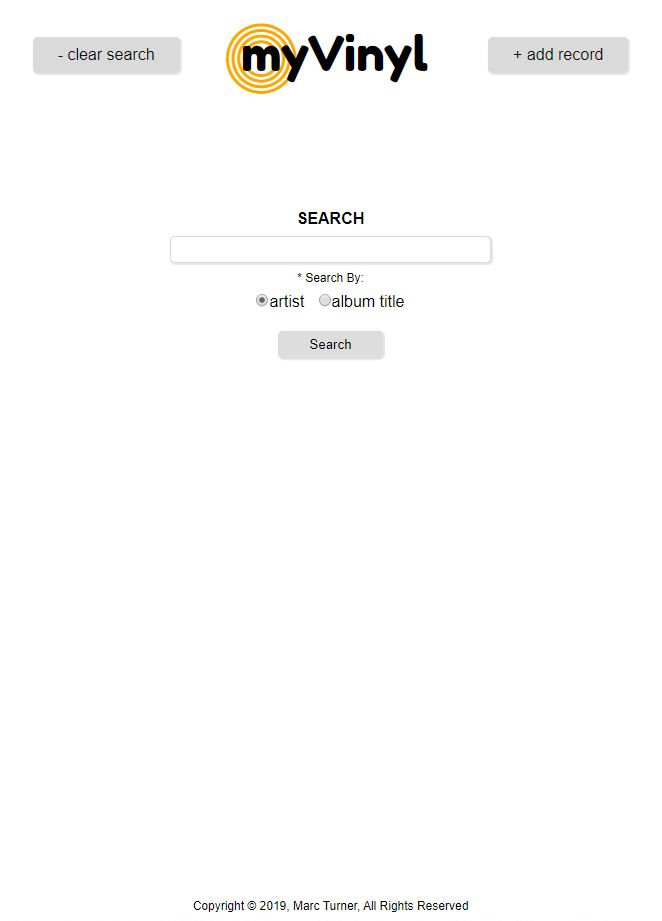 - clear search
myVinyl
+ add record
SEARCH
* Search By:
artist album title
Search
Copyright © 2019, Marc Turner, All Rights Reserved